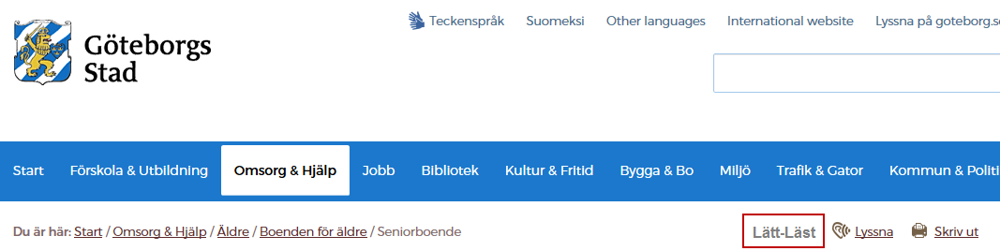 Teckenspråk Suomeksi Other languages International website Lyssna på goteborg.s
Göteborgs
Stad
Start Förskola & Utbildning Omsorg & Hjälp Jobb Bibliotek Kultur & Fritid Bygga & Bo Miljö Trafik & Gator Kommun & Politi
Du är här: Start / Omsorg & Hjälp / Äldre / Boenden för äldre / Seniorboende Lätt-Läst Lyssna Skriv ut